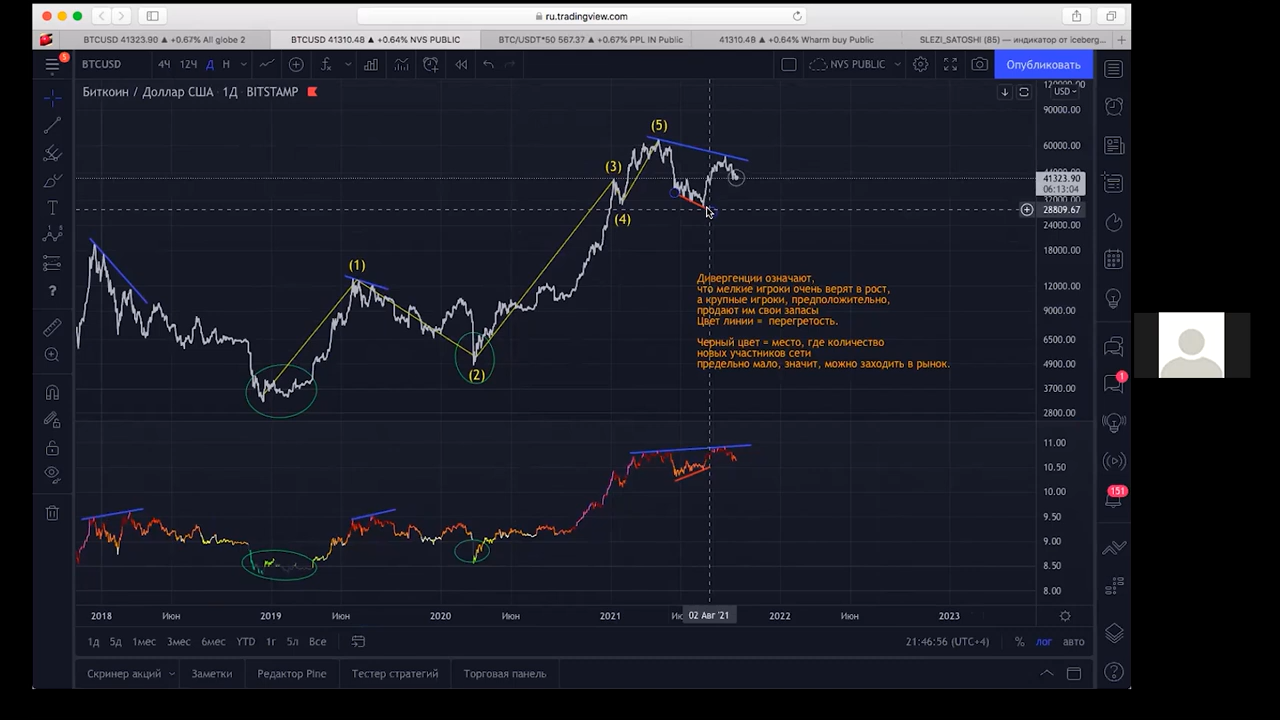 ru.tradingview.com
BTCUSD 41323.90 ▲ +0.67% All globe 2
BTCUSD 41310.48 ▲ +0.64% NVS PUBLIC
BTC/USDT*50 567.37 ▲ +0.67% PPL IN Public
41310.48 ▲ +0.64% Wharm buy Public
SLEZI_SATOSHI (85) — индикатор от iceberg...
5
BTCUSD
4Ч 12Ч Д Н
NVS PUBLIC
Опубликовать
Биткоин / Доллар США · 1Д · BITSTAMP
USD
120000.00
90000.00
60000.00
41323.90
06:13:04
28809.67
24000.00
18000.00
12000.00
9000.00
6500.00
4900.00
3700.00
2800.00
(5)
(3)
(4)
(1)
(2)
Дивергенции означают,
что мелкие игроки очень верят в рост,
а крупные игроки, предположительно,
продают им свои запасы
Цвет линии = перегретость.
Черный цвет = место, где количество
новых участников сети
предельно мало, значит, можно заходить в рынок.
1
151
11.00
10.50
10.00
9.50
9.00
8.50
8.00
2018 Июн 2019 Июн 2020 Июн 2021 02 Авг '21 2022 Июн 2023
1д 5д 1мес 3мес 6мес YTD 1г 5л Все
21:46:56 (UTC+4) % лог авто
Скринер акций Заметки Редактор Pine Тестер стратегий Торговая панель